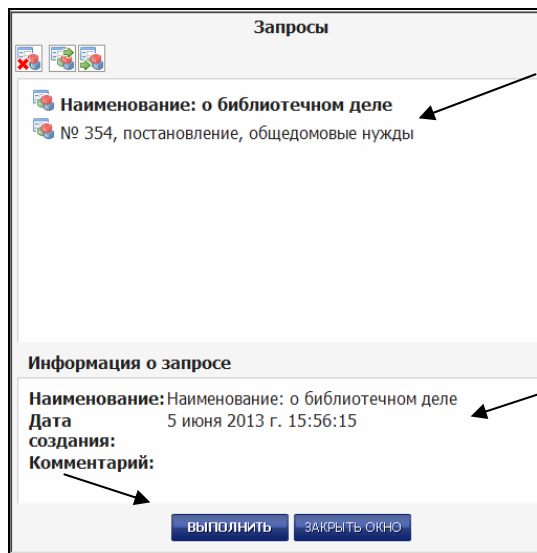 Запросы
Наименование: о библиотечном деле
№ 354, постановление, общедомовые нужды
Информация о запросе
Наименование: Наименование: о библиотечном деле
Дата 5 июня 2013 г. 15:56:15
создания:
Комментарий:
ВЫПОЛНИТЬ ЗАКРЫТЬ ОКНО